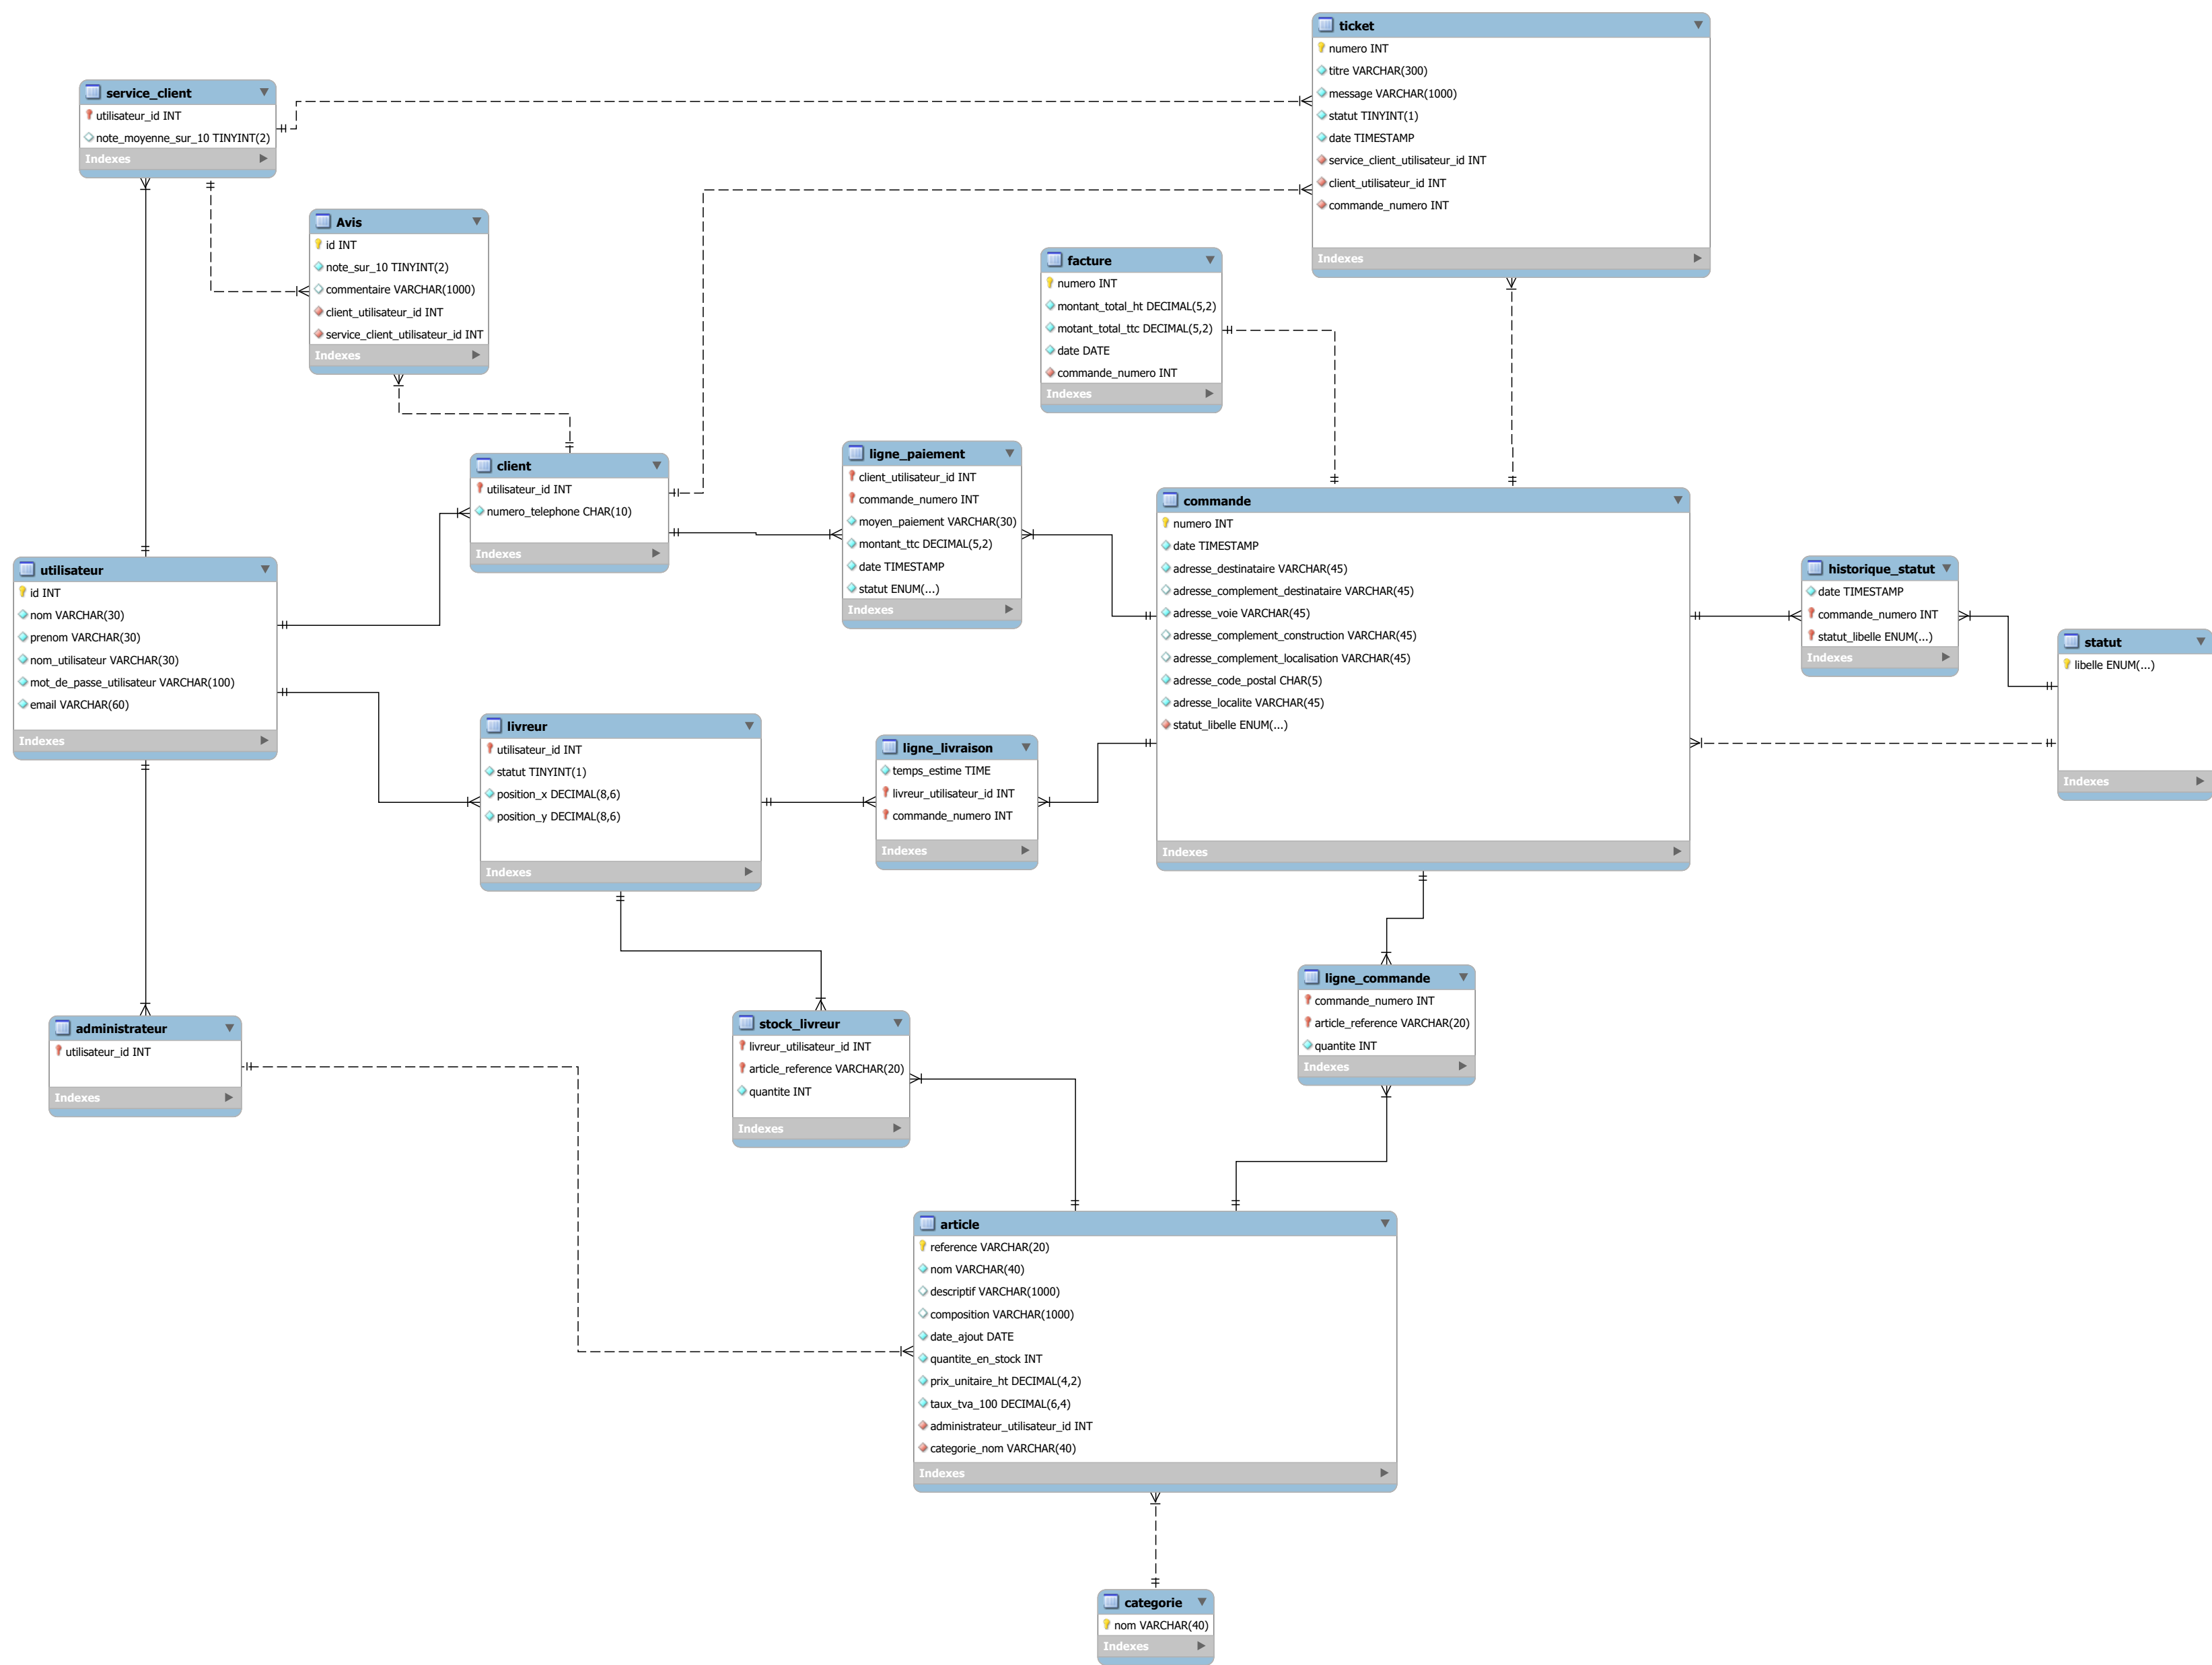 ticket
numero INT
titre VARCHAR(300)
message VARCHAR(1000)
statut TINYINT(1)
date TIMESTAMP
service_client_utilisateur_id INT
client_utilisateur_id INT
commande_numero INT
Indexes
service_client
utilisateur_id INT
note_moyenne_sur_10 TINYINT(2)
Indexes
Avis
id INT
note_sur_10 TINYINT(2)
commentaire VARCHAR(1000)
client_utilisateur_id INT
service_client_utilisateur_id INT
Indexes
facture
numero INT
montant_total_ht DECIMAL(5,2)
motant_total_ttc DECIMAL(5,2)
date DATE
commande_numero INT
Indexes
client
utilisateur_id INT
numero_telephone CHAR(10)
Indexes
ligne_paiement
client_utilisateur_id INT
commande_numero INT
moyen_paiement VARCHAR(30)
montant_ttc DECIMAL(5,2)
date TIMESTAMP
statut ENUM(...)
Indexes
commande
numero INT
date TIMESTAMP
adresse_destinataire VARCHAR(45)
adresse_complement_destinataire VARCHAR(45)
adresse_voie VARCHAR(45)
adresse_complement_construction VARCHAR(45)
adresse_complement_localisation VARCHAR(45)
adresse_code_postal CHAR(5)
adresse_localite VARCHAR(45)
statut_libelle ENUM(...)
Indexes
historique_statut
date TIMESTAMP
commande_numero INT
statut_libelle ENUM(...)
Indexes
statut
libelle ENUM(...)
Indexes
utilisateur
id INT
nom VARCHAR(30)
prenom VARCHAR(30)
nom_utilisateur VARCHAR(30)
mot_de_passe_utilisateur VARCHAR(100)
email VARCHAR(60)
Indexes
livreur
utilisateur_id INT
statut TINYINT(1)
position_x DECIMAL(8,6)
position_y DECIMAL(8,6)
Indexes
ligne_livraison
temps_estime TIME
livreur_utilisateur_id INT
commande_numero INT
Indexes
administrateur
utilisateur_id INT
Indexes
stock_livreur
livreur_utilisateur_id INT
article_reference VARCHAR(20)
quantite INT
Indexes
ligne_commande
commande_numero INT
article_reference VARCHAR(20)
quantite INT
Indexes
article
reference VARCHAR(20)
nom VARCHAR(40)
descriptif VARCHAR(1000)
composition VARCHAR(1000)
date_ajout DATE
quantite_en_stock INT
prix_unitaire_ht DECIMAL(4,2)
taux_tva_100 DECIMAL(6,4)
administrateur_utilisateur_id INT
categorie_nom VARCHAR(40)
Indexes
categorie
nom VARCHAR(40)
Indexes